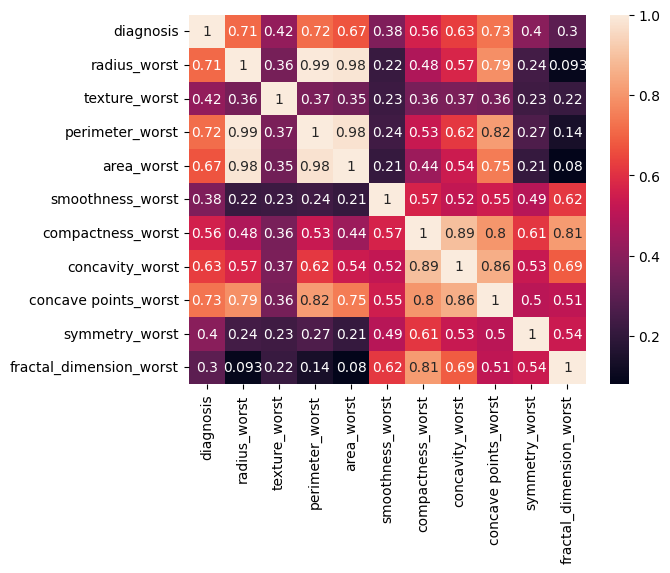 diagnosis 1 0.71 0.42 0.72 0.67 0.38 0.56 0.63 0.73 0.4 0.3
radius_worst 0.71 1 0.36 0.99 0.98 0.22 0.48 0.57 0.79 0.24 0.093
texture_worst 0.42 0.36 1 0.37 0.35 0.23 0.36 0.37 0.36 0.23 0.22
perimeter_worst 0.72 0.99 0.37 1 0.98 0.24 0.53 0.62 0.82 0.27 0.14
area_worst 0.67 0.98 0.35 0.98 1 0.21 0.44 0.54 0.75 0.21 0.08
smoothness_worst 0.38 0.22 0.23 0.24 0.21 1 0.57 0.52 0.55 0.49 0.62
compactness_worst 0.56 0.48 0.36 0.53 0.44 0.57 1 0.89 0.8 0.61 0.81
concavity_worst 0.63 0.57 0.37 0.62 0.54 0.52 0.89 1 0.86 0.53 0.69
concave points_worst 0.73 0.79 0.36 0.82 0.75 0.55 0.8 0.86 1 0.5 0.51
symmetry_worst 0.4 0.24 0.23 0.27 0.21 0.49 0.61 0.53 0.5 1 0.54
fractal_dimension_worst 0.3 0.093 0.22 0.14 0.08 0.62 0.81 0.69 0.51 0.54 1
diagnosis
radius_worst
texture_worst
perimeter_worst
area_worst
smoothness_worst
compactness_worst
concavity_worst
concave points_worst
symmetry_worst
fractal_dimension_worst
1.0
0.8
0.6
0.4
0.2